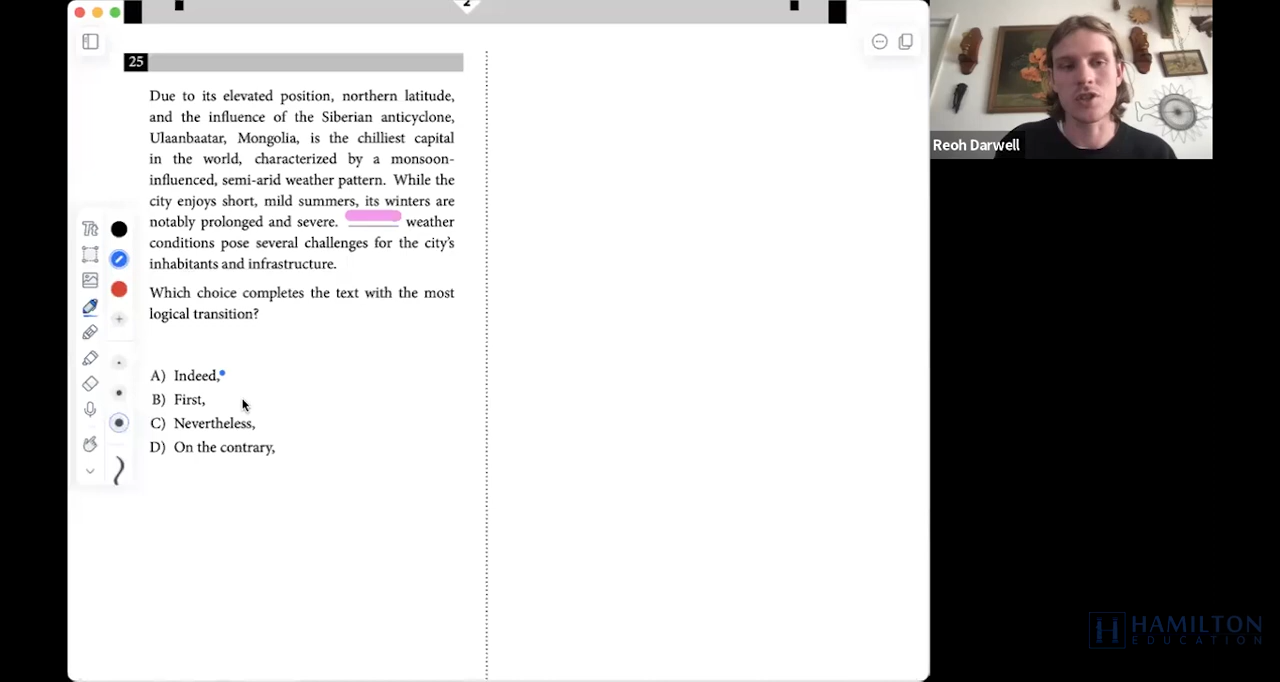 2
25
Due to its elevated position, northern latitude,
and the influence of the Siberian anticyclone,
Ulaanbaatar, Mongolia, is the chilliest capital
in the world, characterized by a monsoon-
influenced, semi-arid weather pattern. While the
city enjoys short, mild summers, its winters are
notably prolonged and severe. ______ weather
conditions pose several challenges for the city's
inhabitants and infrastructure.
Which choice completes the text with the most
logical transition?
A) Indeed,
B) First,
C) Nevertheless,
D) On the contrary,
Reoh Darwell
HAMILTON
EDUCATION